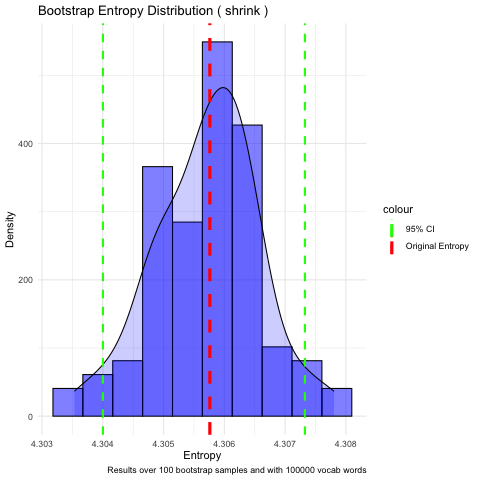 Bootstrap Entropy Distribution ( shrink )
400
200
0
Density
4.303 4.304 4.305 4.306 4.307 4.308
Entropy
Results over 100 bootstrap samples and with 100000 vocab words
colour
95% CI
Original Entropy